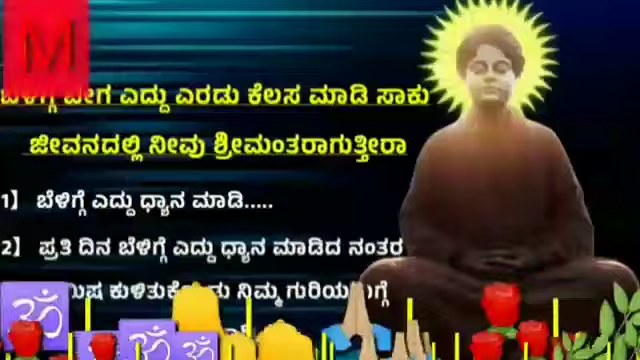 M
ಬೆಳಿಗ್ಗೆ ಬೇಗ ಎದ್ದು ಎರಡು ಕೆಲಸ ಮಾಡಿ ಸಾಕು
ಜೀವನದಲ್ಲಿ ನೀವು ಶ್ರೀಮಂತರಾಗುತ್ತೀರಾ
1] ಬೆಳಿಗ್ಗೆ ಎದ್ದು ಧ್ಯಾನ ಮಾಡಿ.....
2] ಪ್ರತಿ ದಿನ ಬೆಳಿಗ್ಗೆ ಎದ್ದು ಧ್ಯಾನ ಮಾಡಿದ ನಂತರ
ನಿಮ್ಮ